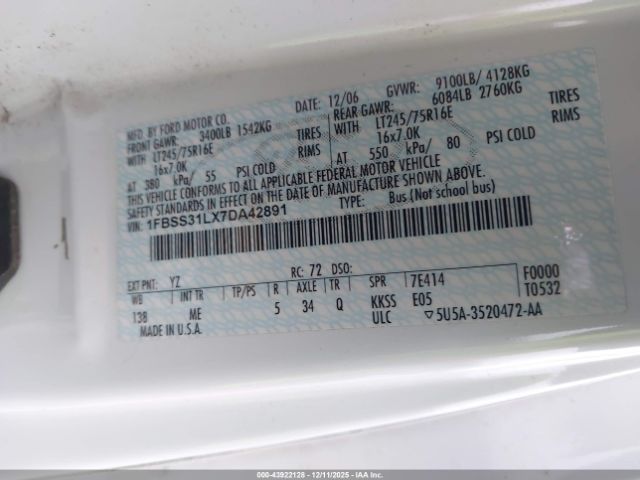 MFD. BY FORD MOTOR CO. DATE: 12/06 GVWR: 9100LB/ 4128KG
FRONT GAWR: 3400LB 1542KG REAR GAWR: 6084LB 2760KG
WITH LT245/75R16E TIRES WITH LT245/75R16E TIRES
16x7.0K RIMS 16x7.0K RIMS
AT 380 kPa/ 55 PSI COLD AT 550 kPa/ 80 PSI COLD
THIS VEHICLE CONFORMS TO ALL APPLICABLE FEDERAL MOTOR VEHICLE
SAFETY STANDARDS IN EFFECT ON THE DATE OF MANUFACTURE SHOWN ABOVE.
VIN: 1FBSS31LX7DA42891 TYPE: Bus (Not school bus)
EXT PNT: YZ RC: 72 DSO: F0000
WB INT TR TP/PS R AXLE TR SPR 7E414 T0532
138 ME 5 34 Q KKSS E05
MADE IN U.S.A. ULC ▽5U5A-3520472-AA
000-43922128 - 12/11/2025 - IAAI.CA